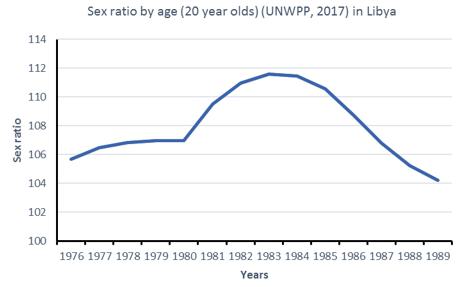 Sex ratio by age (20 year olds) (UNWPP, 2017) in Libya
114
112
110
108
106
104
102
100
Sex ratio
1976 1977 1978 1979 1980 1981 1982 1983 1984 1985 1986 1987 1988 1989
Years